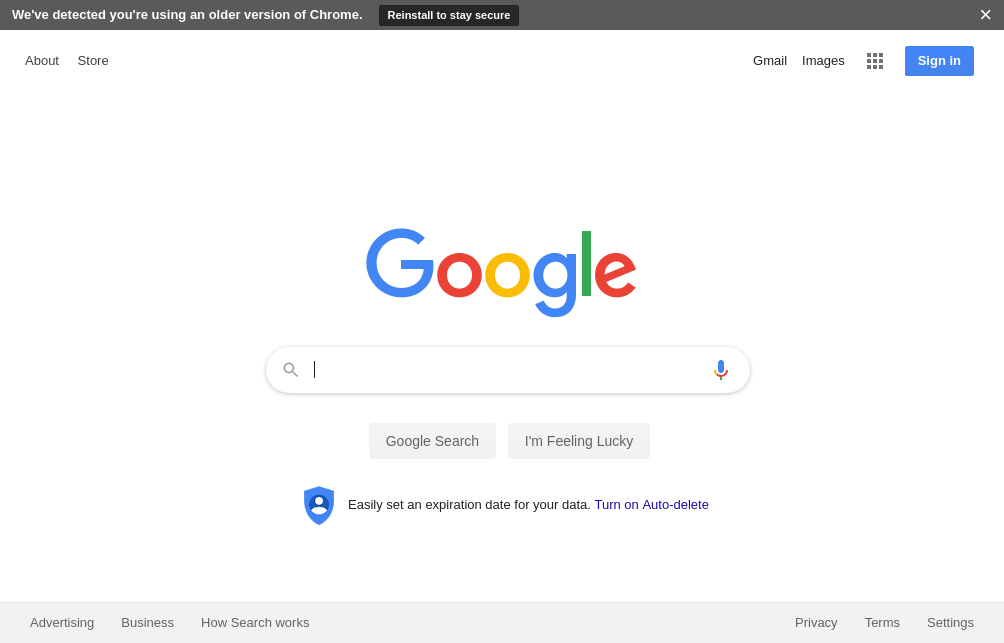 We've detected you're using an older version of Chrome. Reinstall to stay secure
About Store Gmail Images Sign in
Google
Google Search I'm Feeling Lucky
Easily set an expiration date for your data. Turn on Auto-delete
Advertising Business How Search works Privacy Terms Settings